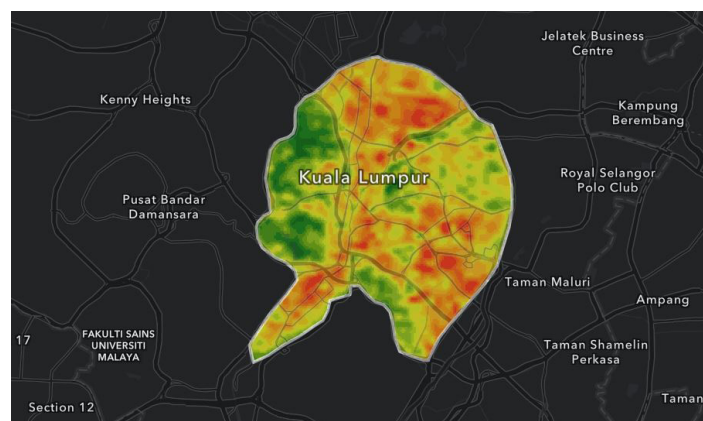 Jelatek Business
Centre
Kenny Heights
Kampung
Berembang
Kuala Lumpur
Royal Selangor
Polo Club
Pusat Bandar
Damansara
Taman Maluri
Ampang
17
FAKULTI SAINS
UNIVERSITI
MALAYA
Taman Shamelin
Perkasa
Section 12
Taman